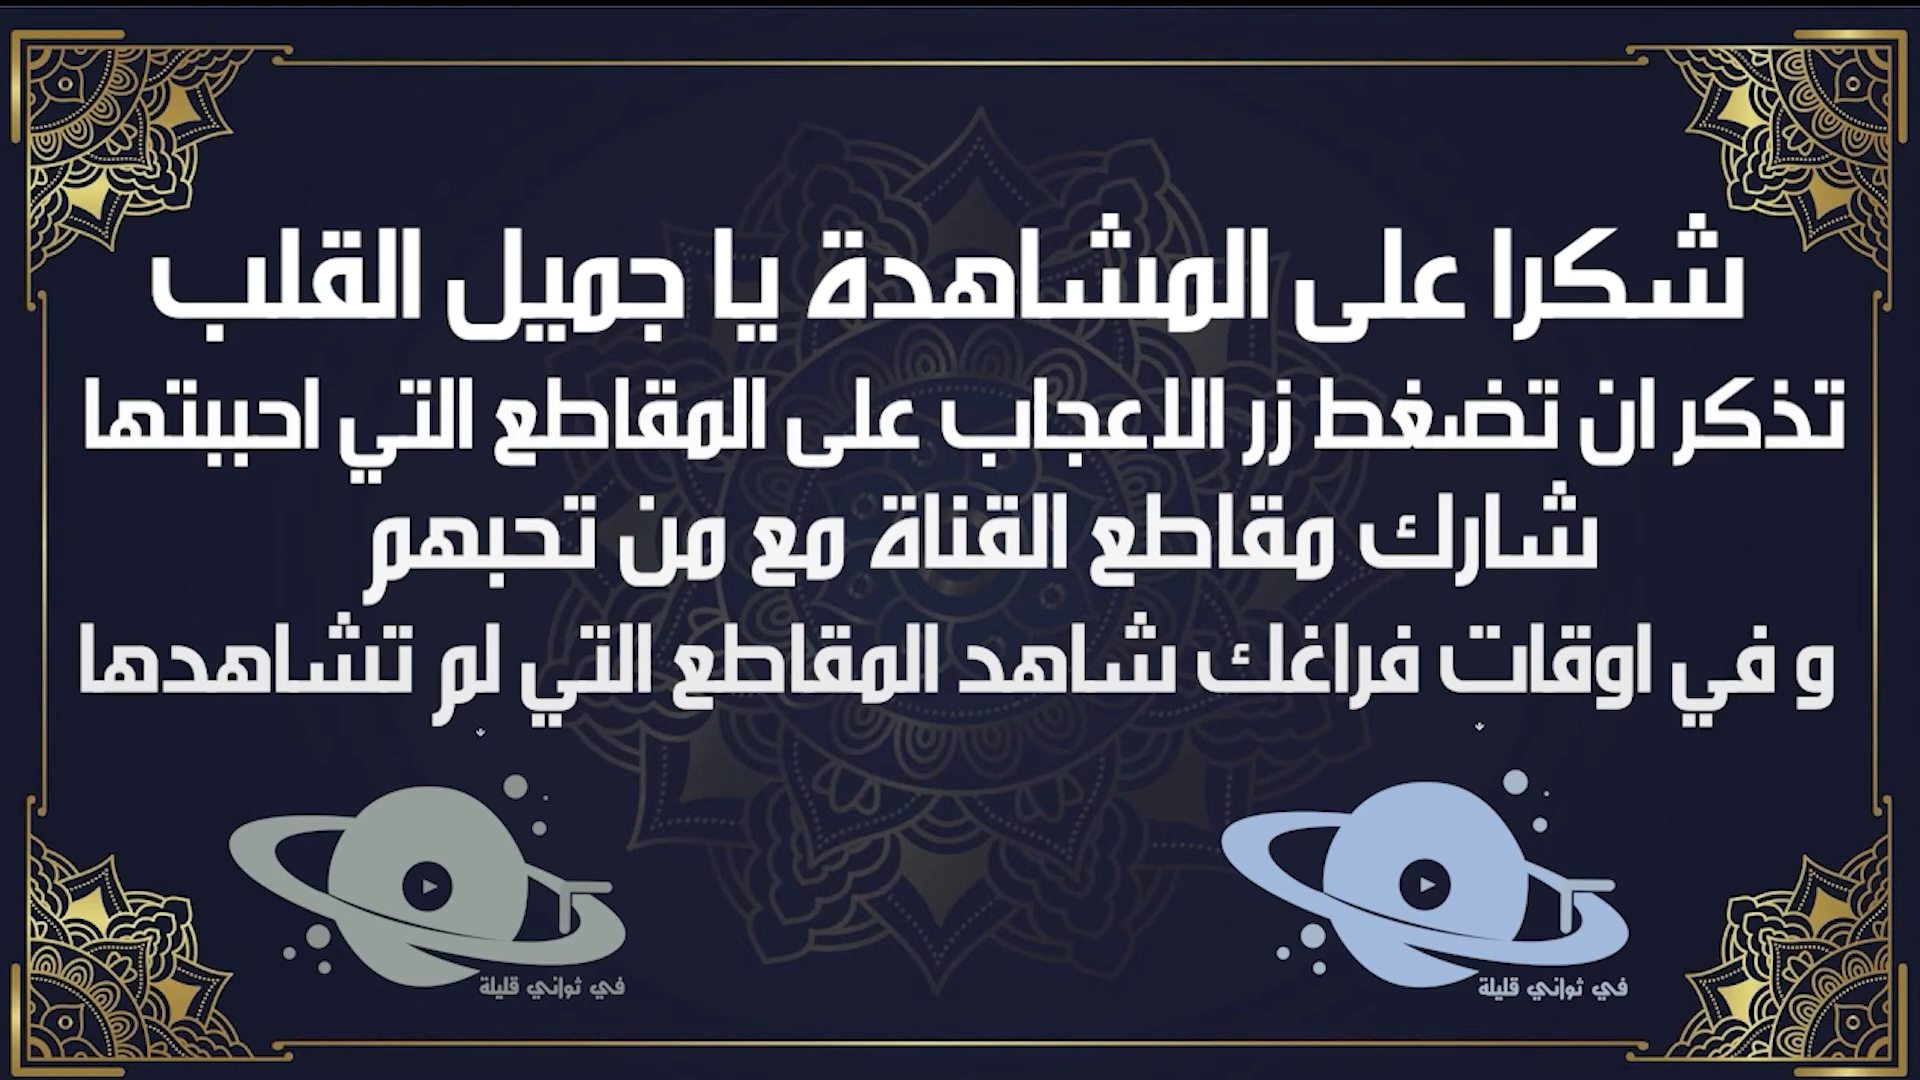 شكرا على المشاهدة يا جميل القلب
تذكر ان تضغط زر الاعجاب على المقاطع التي احببتها
شارك مقاطع القناة مع من تحبهم
و في اوقات فراغك شاهد المقاطع التي لم تشاهدها
في ثواني قليلة
في ثواني قليلة